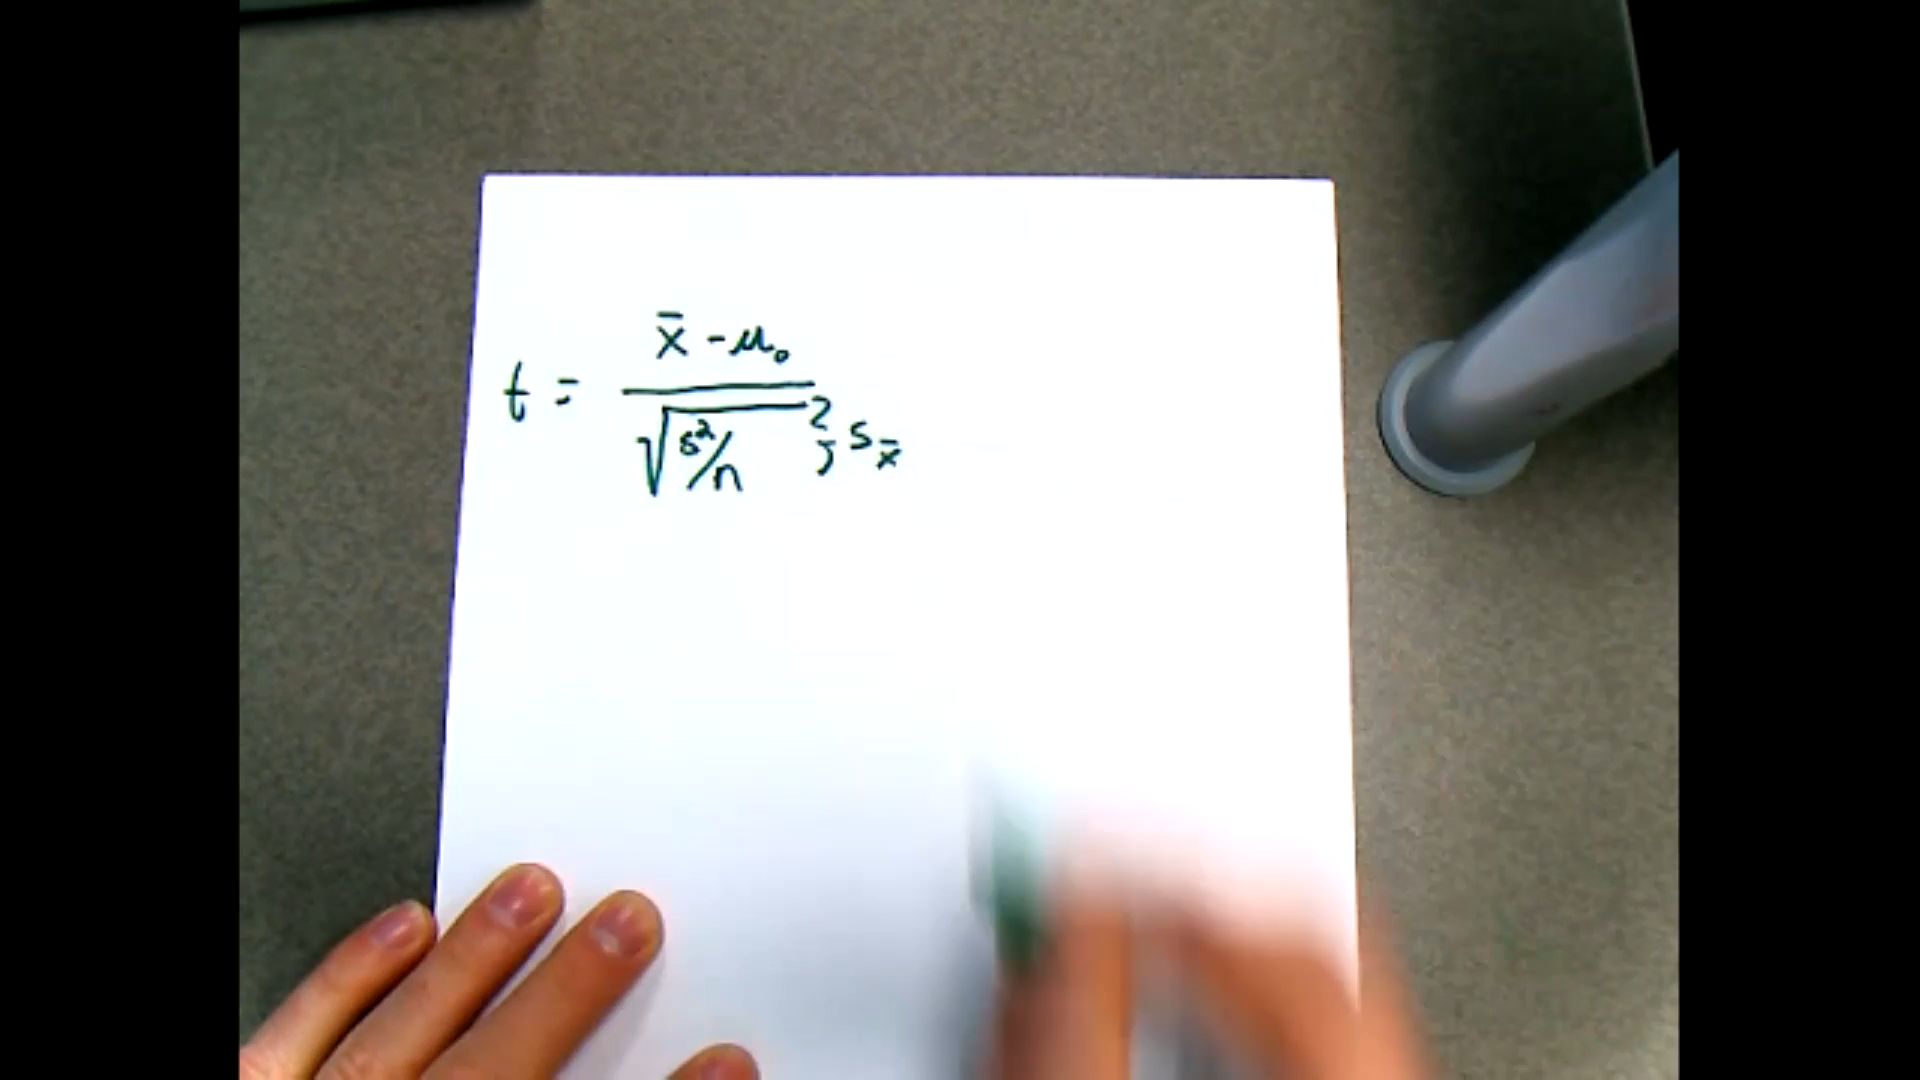 t = x̄ - μ₀ / √s²/n } s_x̄